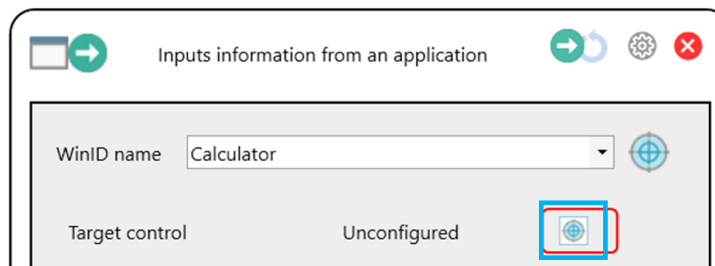 Inputs information from an application
WinID name Calculator
Target control Unconfigured